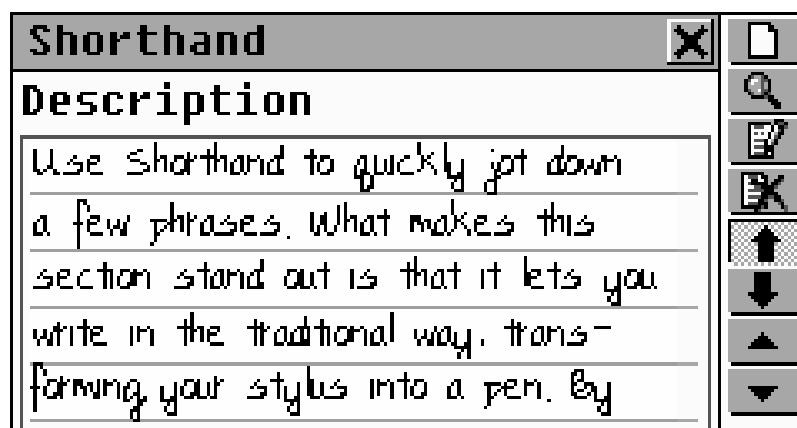 Shorthand
Description
Use Shorthand to quickly jot down
a few phrases. What makes this
section stand out is that it lets you
write in the traditional way, trans-
forming your stylus into a pen. By